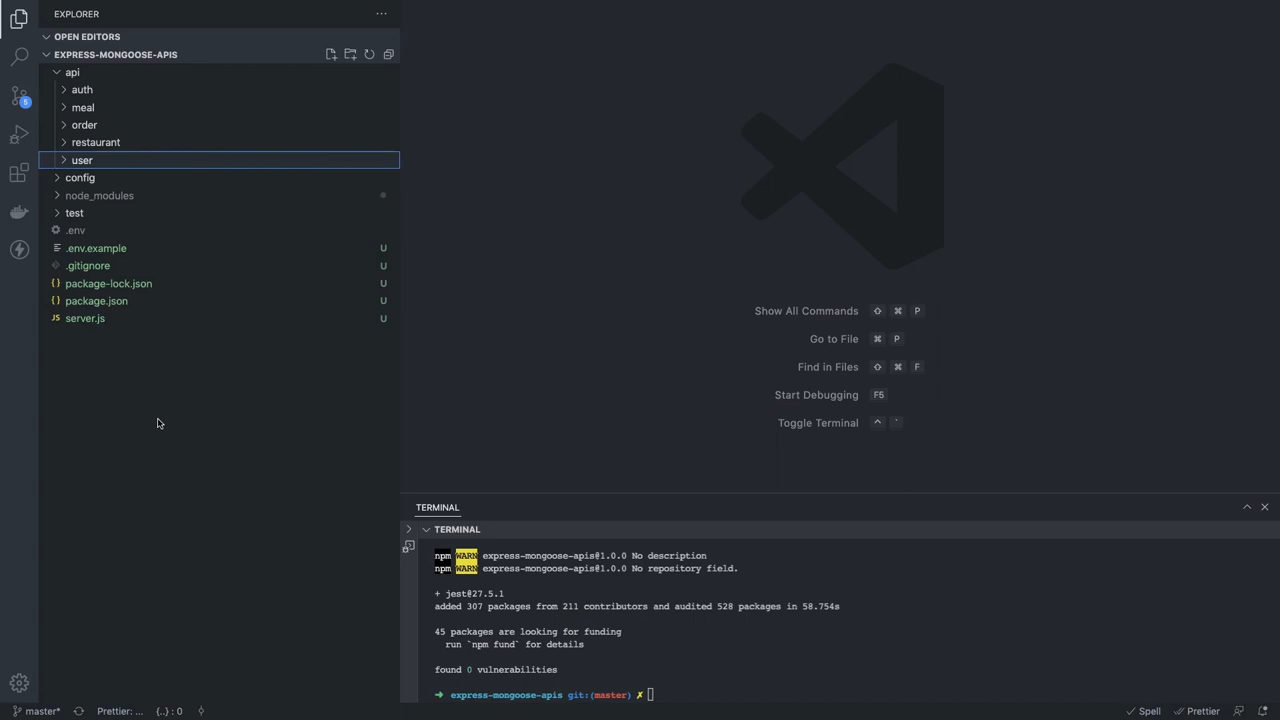 EXPLORER
OPEN EDITORS
EXPRESS-MONGOOSE-APIS
api
auth
meal
order
restaurant
user
5
config
node_modules
test
.env
.env.example U
.gitignore U
package-lock.json U
package.json U
JS server.js U
Show All Commands ⇧ ⌘ P
Go to File ⌘ P
Find in Files ⇧ ⌘ F
Start Debugging F5
Toggle Terminal ^ `
TERMINAL
TERMINAL
npm WARN express-mongoose-apis@1.0.0 No description
npm WARN express-mongoose-apis@1.0.0 No repository field.
+ jest@27.5.1
added 307 packages from 211 contributors and audited 528 packages in 58.754s
45 packages are looking for funding
run `npm fund` for details
found 0 vulnerabilities
➜ express-mongoose-apis git:(master) ✗
master* Prettier: ... {..} : 0 Spell Prettier